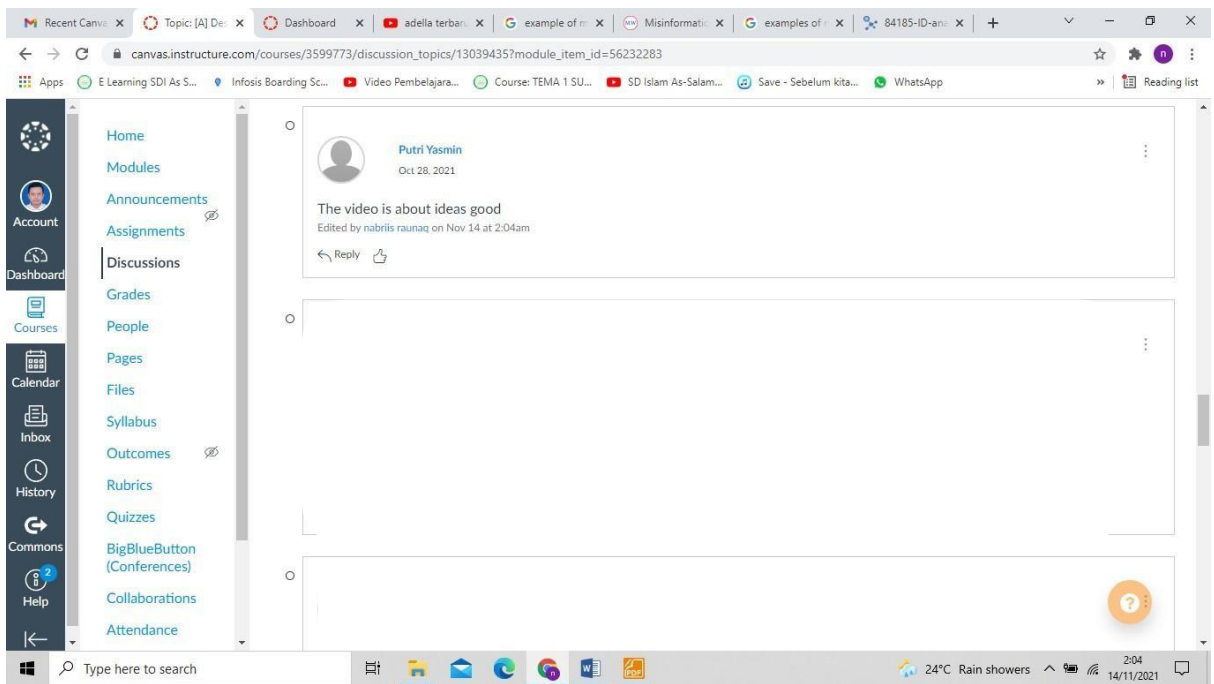 Recent Canva
Topic: [A] Des
Dashboard
adella terbar
example of m
Misinformatic
examples of
84185-ID-ana
canvas.instructure.com/courses/3599773/discussion_topics/13039435?module_item_id=56232283
n
Apps
E Learning SDI As S...
Infosis Boarding Sc...
Video Pembelajara...
Course: TEMA 1 SU...
SD Islam As-Salam...
Save - Sebelum kita...
WhatsApp
»
Reading list
Account
Dashboard
Courses
Calendar
Inbox
History
Commons
2
Help
Home
Modules
Announcements
Assignments
Discussions
Grades
People
Pages
Files
Syllabus
Outcomes
Rubrics
Quizzes
BigBlueButton
(Conferences)
Collaborations
Attendance
Putri Yasmin
Oct 28, 2021
The video is about ideas good
Edited by nabriis raunaq on Nov 14 at 2:04am
Reply
?
Type here to search
24°C Rain showers
2:04
14/11/2021